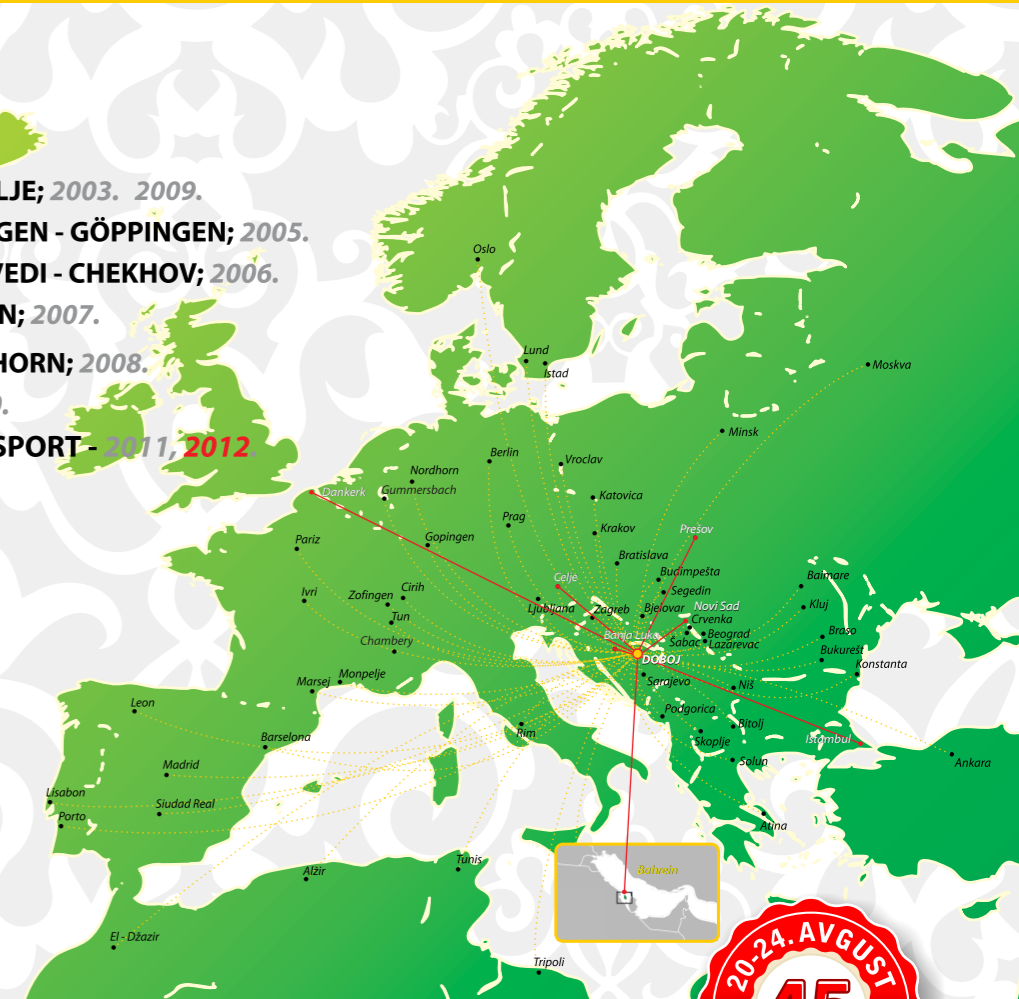 LJE; 2003. 2009.
GEN - GÖPPINGEN; 2005.
VEDI - CHEKHOV; 2006.
N; 2007.
HORN; 2008.
SPORT - 2011, 2012.
Oslo
Lund
Istad
Moskva
Minsk
Berlin
Vroclav
Nordhorn
Dankerk
Gummersbach
Katovica
Prag
Krakov
Prešov
Pariz
Gopingen
Bratislava
Budimpešta
Celje
Segedin
Baimare
Ivri
Zofingen
Cirih
Ljubljana
Zagreb
Bjelovar
Novi Sad
Kluj
Tun
Crvenka
Banja Luka
Šabac
Beograd
Lazarevac
Brašo
Chambery
DOBOJ
Bukurešt
Konstanta
Marsej
Monpelje
Sarajevo
Niš
Leon
Podgorica
Bitolj
Rim
Skoplje
Istambul
Barselona
Solun
Ankara
Madrid
Lisabon
Siudad Real
Porto
Atina
Alžir
Tunis
Bahrein
El - Džazir
Tripoli
20-24. AVGUST
45